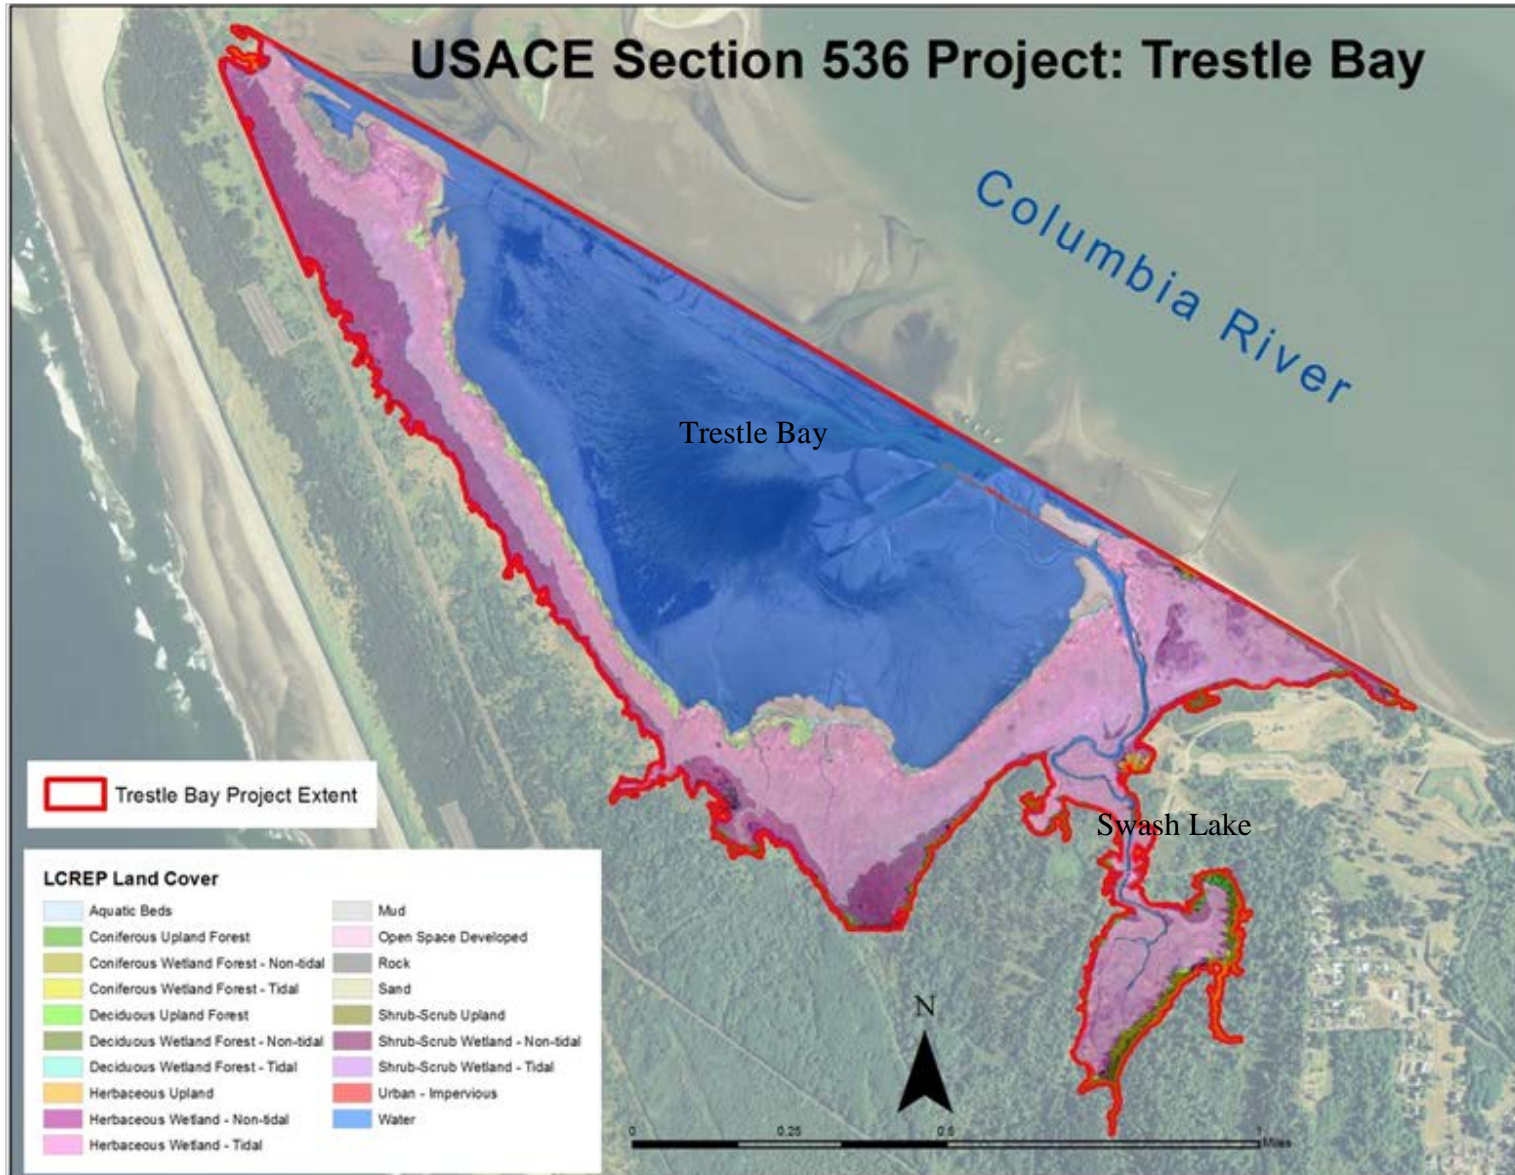 USACE Section 536 Project: Trestle Bay
Columbia River
Trestle Bay
Swash Lake
Trestle Bay Project Extent
LCREP Land Cover
Aquatic Beds
Coniferous Upland Forest
Coniferous Wetland Forest - Non-tidal
Coniferous Wetland Forest - Tidal
Deciduous Upland Forest
Deciduous Wetland Forest - Non-tidal
Deciduous Wetland Forest - Tidal
Herbaceous Upland
Herbaceous Wetland - Non-tidal
Herbaceous Wetland - Tidal
Mud
Open Space Developed
Rock
Sand
Shrub-Scrub Upland
Shrub-Scrub Wetland - Non-tidal
Shrub-Scrub Wetland - Tidal
Urban - Impervious
Water
N
0 0.25 0.5 1
Miles